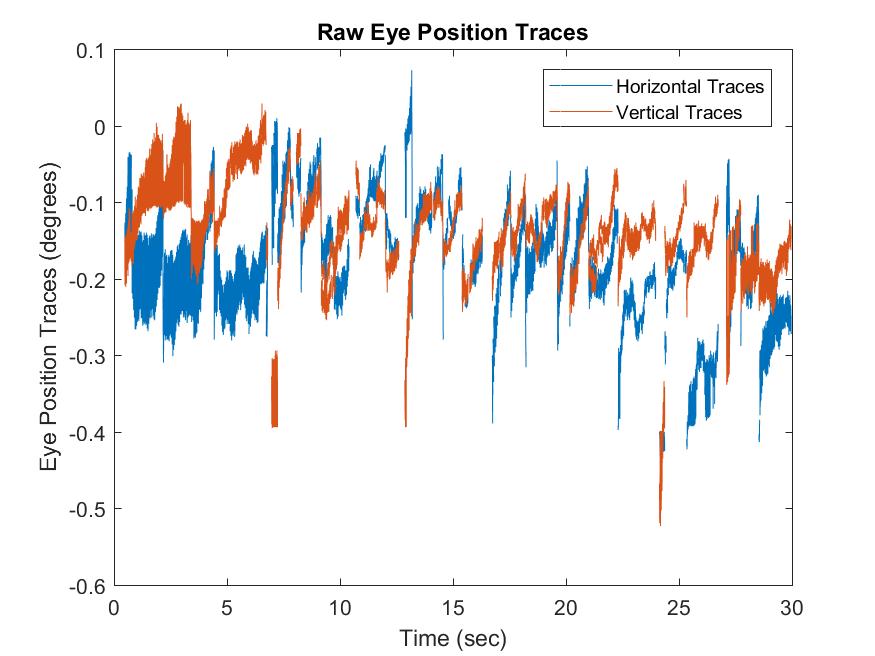 Raw Eye Position Traces
Horizontal Traces
Vertical Traces
Eye Position Traces (degrees)
0.1
0
-0.1
-0.2
-0.3
-0.4
-0.5
-0.6
0 5 10 15 20 25 30
Time (sec)